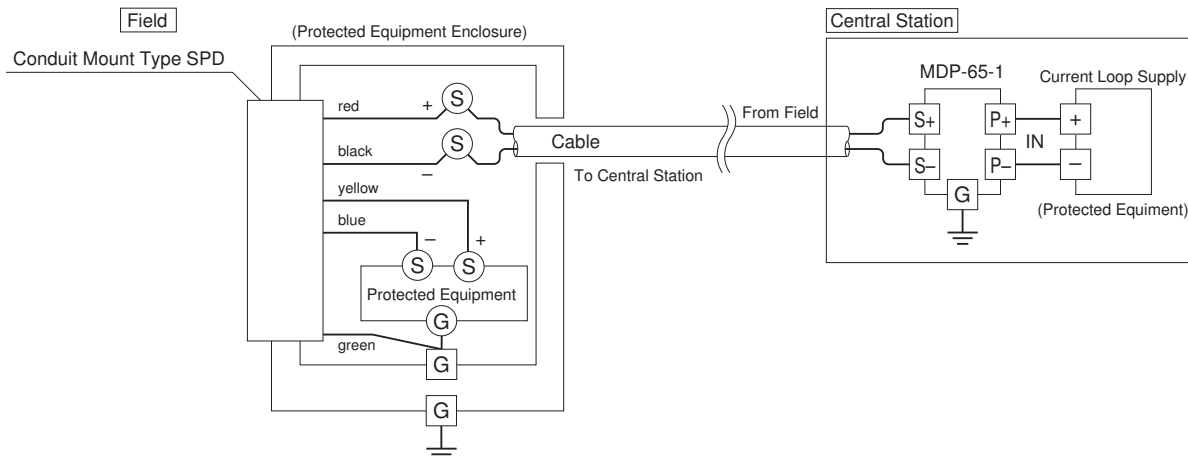 Field
Conduit Mount Type SPD
(Protected Equipment Enclosure)
red
+
S
black
S
–
yellow
blue
–
+
S
S
Protected Equipment
G
green
G
G
Cable
To Central Station
From Field
Central Station
MDP-65-1
Current Loop Supply
S+
P+
+
IN
S–
P–
–
G
(Protected Equiment)